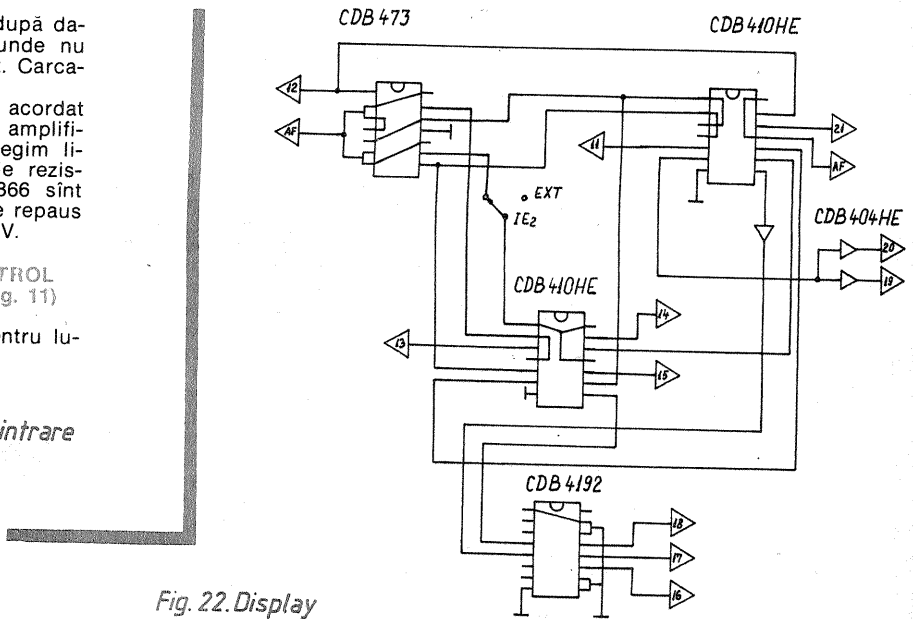 după da-
unde nu
Carca-
acordat
amplifi-
egim li-
e rezis-
866 sînt
e repaus
V.
TROL
g. 11)
entru lu-
intrare
CDB 473
CDB 410HE
12
AF
11
21
AF
EXT
IE2
CDB 404HE
20
19
CDB 410HE
14
13
15
CDB 4192
18
17
16
Fig. 22. Display